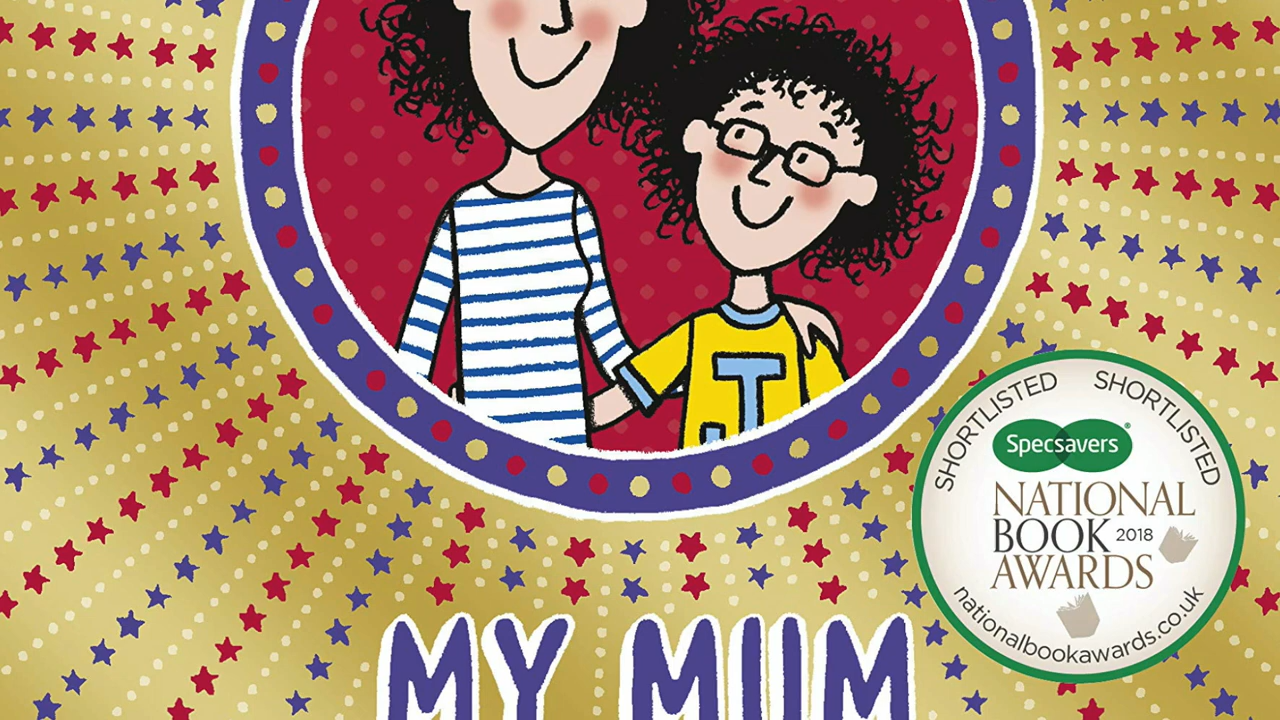 J
SHORTLISTED SHORTLISTED
Specsavers®
NATIONAL
BOOK 2018
AWARDS
nationalbookawards.co.uk
MY MUM